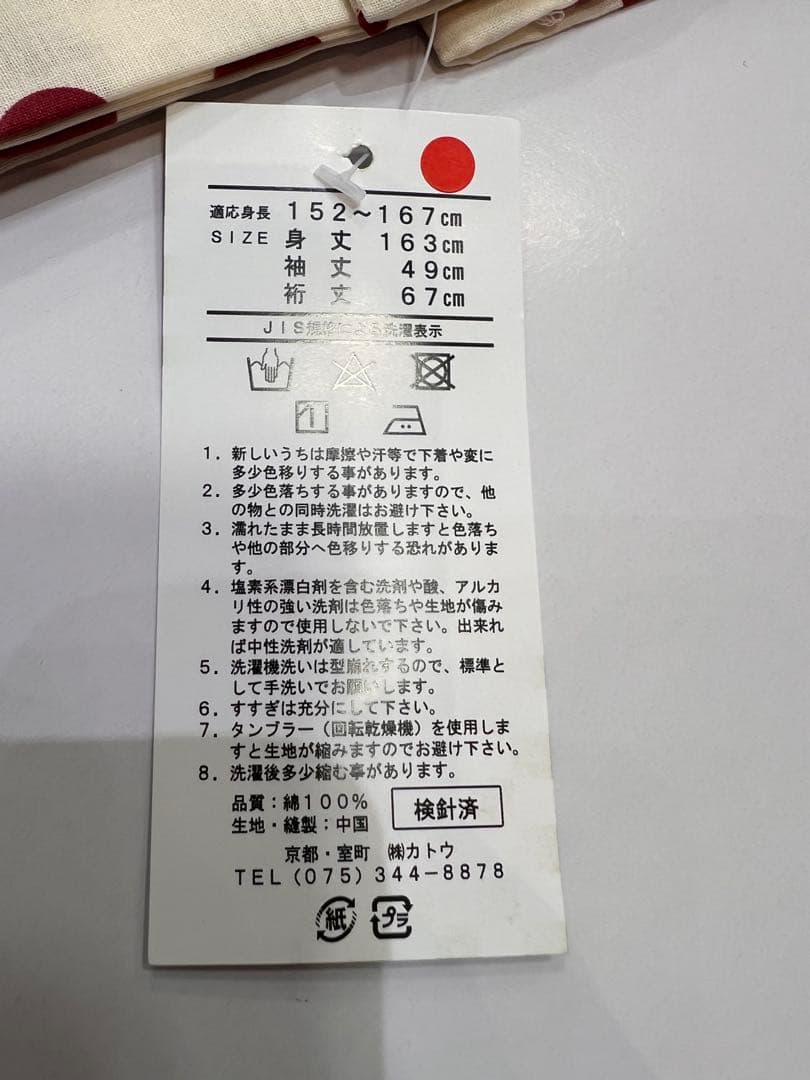 適応身長 152～167cm
SIZE 身丈 163cm
袖丈 49cm
裄丈 67cm
JIS規格による洗濯表示
1．新しいうちは摩擦や汗等で下着や変に
多少色移りする事があります。
2．多少色落ちする事がありますので、他
の物との同時洗濯はお避け下さい。
3．濡れたまま長時間放置しますと色落ち
や他の部分へ色移りする恐れがありま
す。
4．塩素系漂白剤を含む洗剤や酸、アルカ
リ性の強い洗剤は色落ちや生地が傷み
ますので使用しないで下さい。出来れ
ば中性洗剤が適しています。
5．洗濯機洗いは型崩れするので、標準と
して手洗いでお願いします。
6．すすぎは充分にして下さい。
7．タンブラー（回転乾燥機）を使用しま
すと生地が縮みますのでお避け下さい。
8．洗濯後多少縮む事があります。
品質：綿100％
生地・縫製；中国
検針済
京都・室町 ㈱カトウ
TEL（075）344－8878
紙 プラ